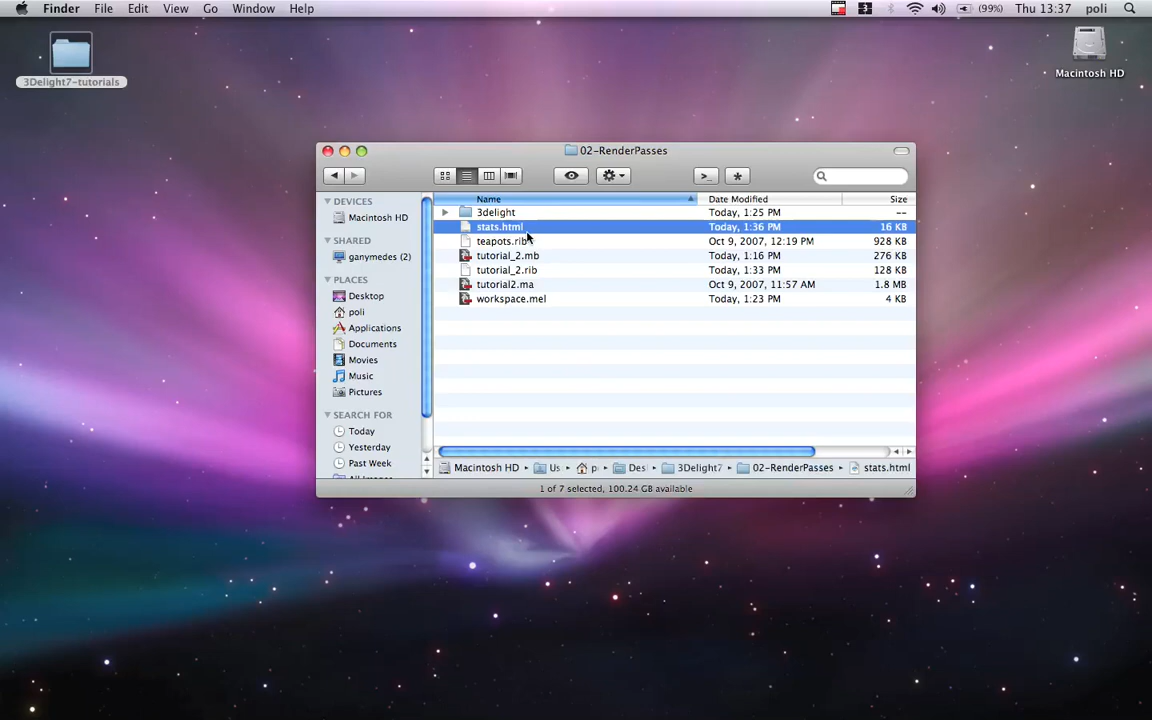 Finder File Edit View Go Window Help (99%) Thu 13:37 poli
3Delight7-tutorials
Macintosh HD
02-RenderPasses
DEVICES
Macintosh HD
SHARED
ganymedes (2)
PLACES
Desktop
poli
Applications
Documents
Movies
Music
Pictures
SEARCH FOR
Today
Yesterday
Past Week
Name Date Modified Size
3delight Today, 1:25 PM --
stats.html Today, 1:36 PM 16 KB
teapots.rib Oct 9, 2007, 12:19 PM 928 KB
tutorial_2.mb Today, 1:16 PM 276 KB
tutorial_2.rib Today, 1:33 PM 128 KB
tutorial2.ma Oct 9, 2007, 11:57 AM 1.8 MB
workspace.mel Today, 1:23 PM 4 KB
Macintosh HD Us p Des 3Delight7 02-RenderPasses stats.html
1 of 7 selected, 100.24 GB available